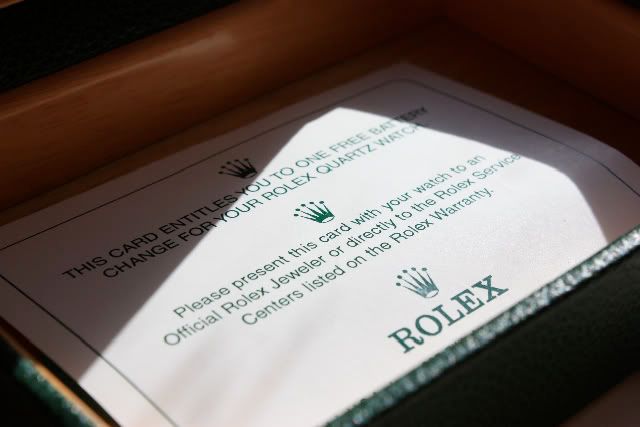 THIS CARD ENTITLES YOU TO ONE FREE BATTERY
CHANGE FOR YOUR ROLEX QUARTZ WATCH
Please present this card with your watch to an
Official Rolex Jeweler or directly to the Rolex Service
Centers listed on the Rolex Warranty.
ROLEX